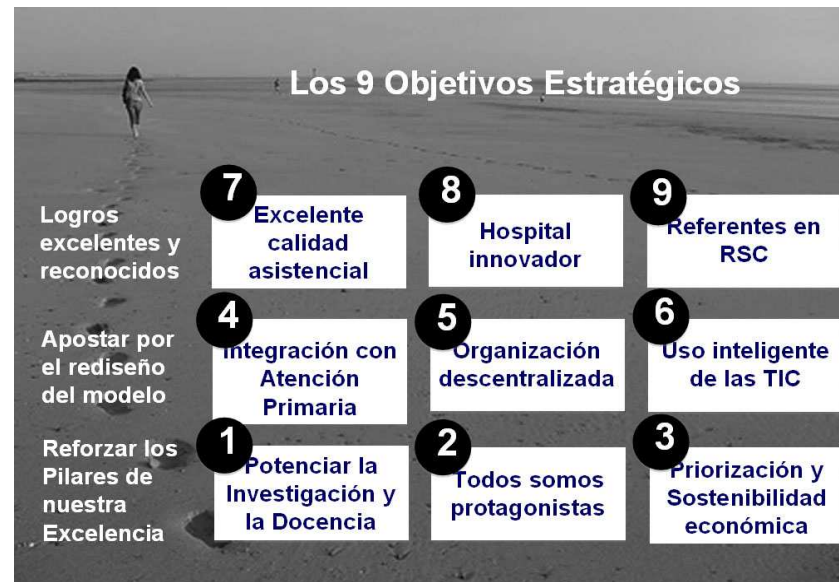 Los 9 Objetivos Estratégicos
Logros
excelentes y
reconocidos
7
Excelente
calidad
asistencial
8
Hospital
innovador
9
Referentes en
RSC
Apostar por
el rediseño
del modelo
4
Integración con
Atención
Primaria
5
Organización
descentralizada
6
Uso inteligente
de las TIC
Reforzar los
Pilares de
nuestra
Excelencia
1
Potenciar la
Investigación y
la Docencia
2
Todos somos
protagonistas
3
Priorización y
Sostenibilidad
económica